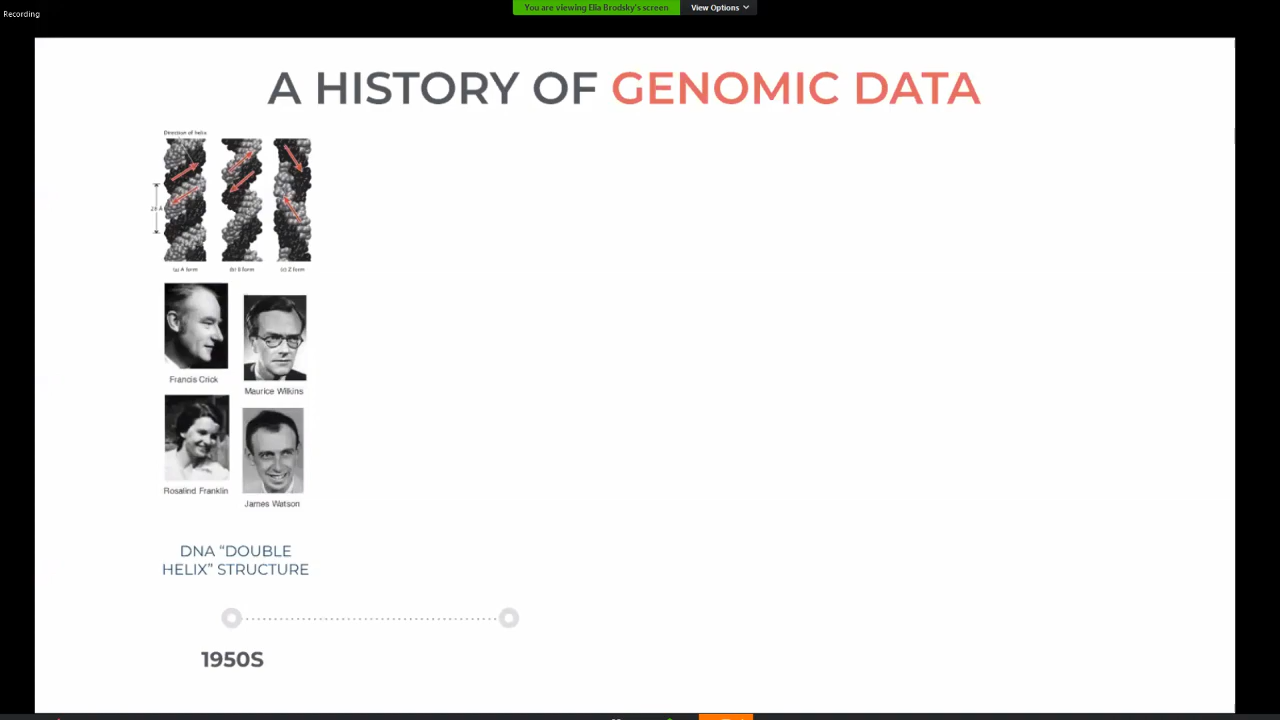 Recording
You are viewing Elia Brodsky's screen
View Options
A HISTORY OF GENOMIC DATA
Direction of helix
(a) A form
(b) B form
(c) Z form
Francis Crick
Maurice Wilkins
Rosalind Franklin
James Watson
DNA “DOUBLE
HELIX” STRUCTURE
1950S